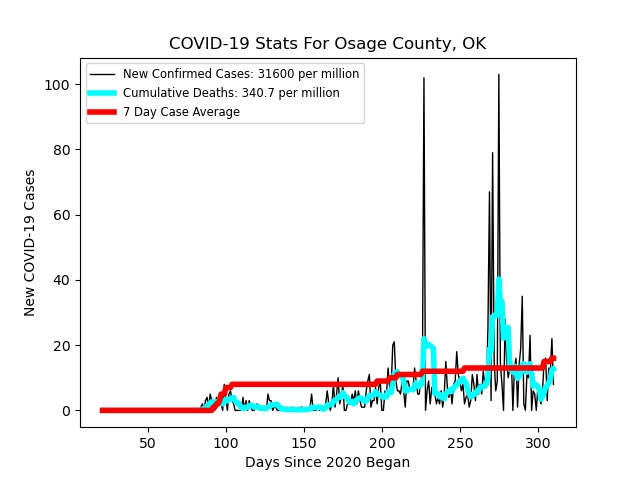 COVID-19 Stats For Osage County, OK
New Confirmed Cases: 31600 per million
Cumulative Deaths: 340.7 per million
7 Day Case Average
New COVID-19 Cases
100
80
60
40
20
0
50 100 150 200 250 300
Days Since 2020 Began